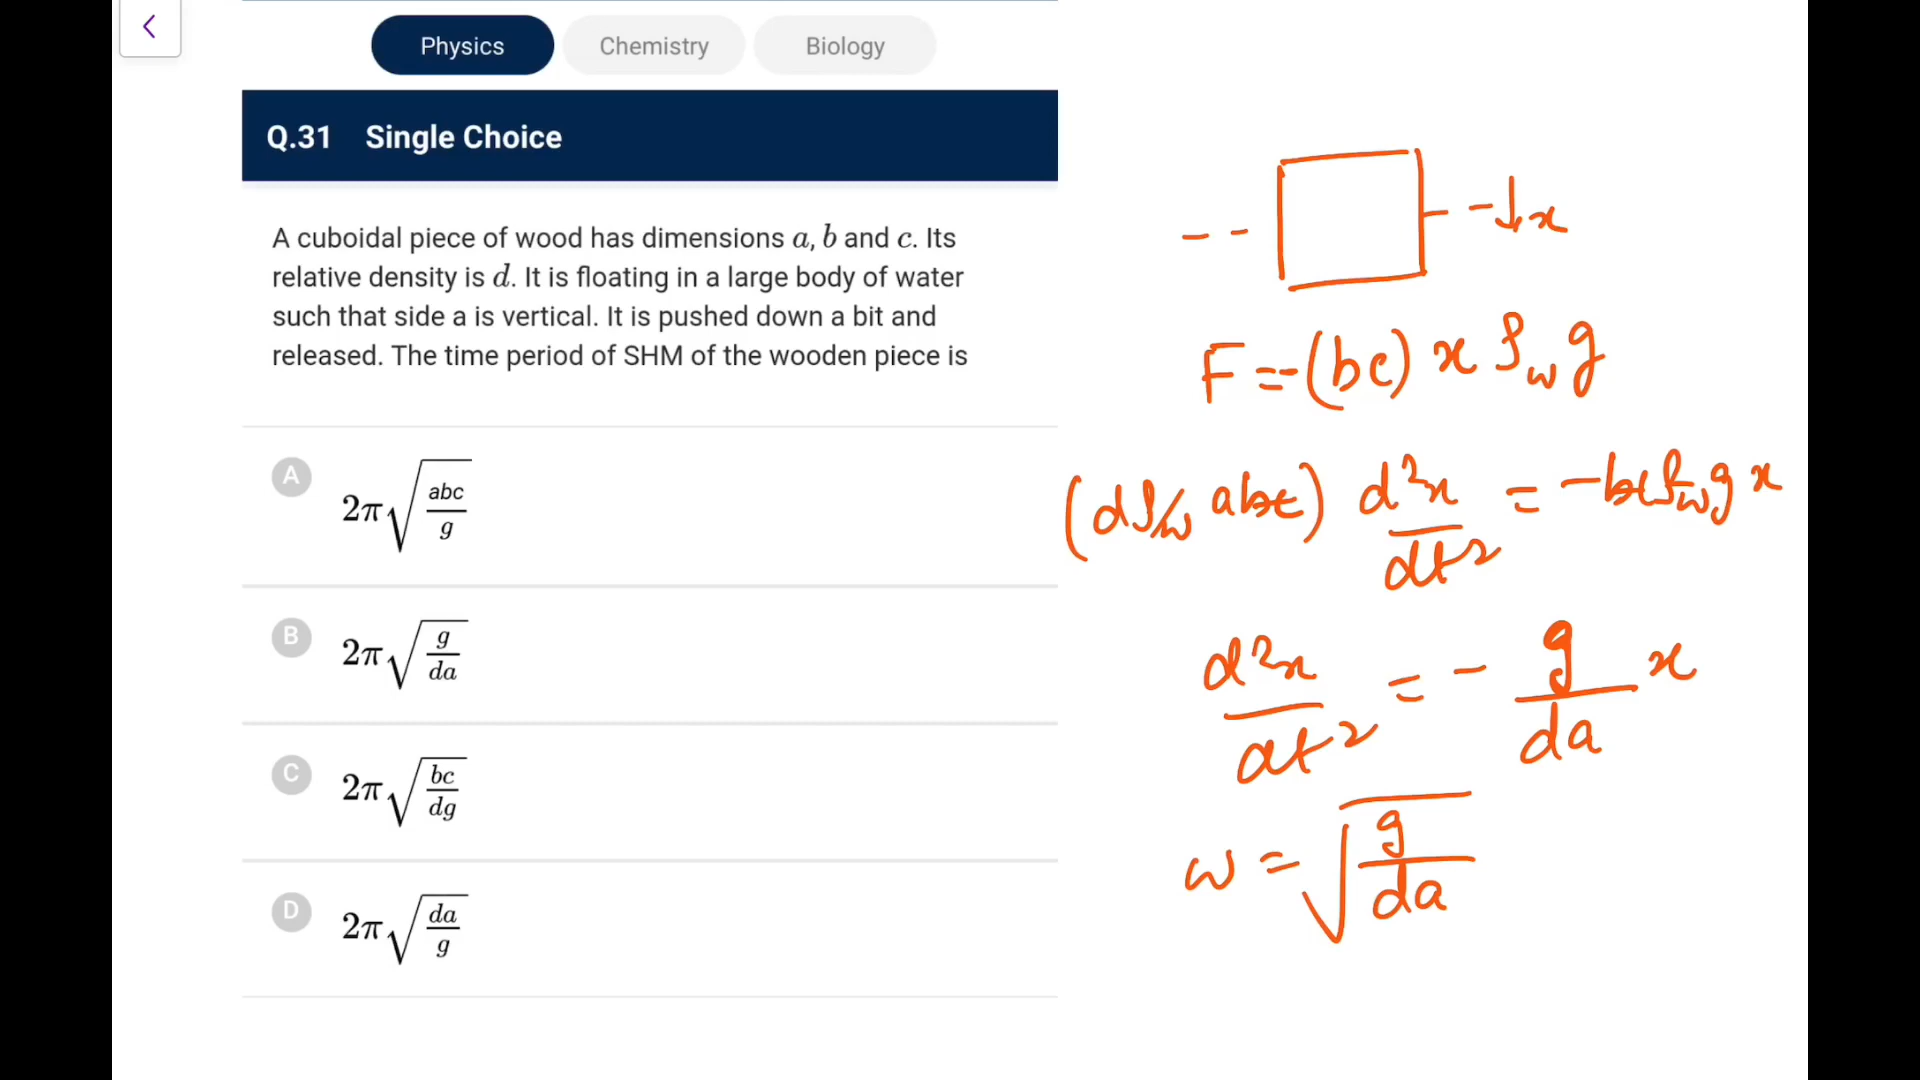 Physics Chemistry Biology
Q.31 Single Choice
A cuboidal piece of wood has dimensions a, b and c. Its
relative density is d. It is floating in a large body of water
such that side a is vertical. It is pushed down a bit and
released. The time period of SHM of the wooden piece is
A 2π√(abc/g)
B 2π√(g/da)
C 2π√(bc/dg)
D 2π√(da/g)
↓x
F = -(bc) x ρ_w g
(dρ_w abc) d²x/dt² = -bcρ_w g x
d²x/dt² = - g/da x
ω = √(g/da)